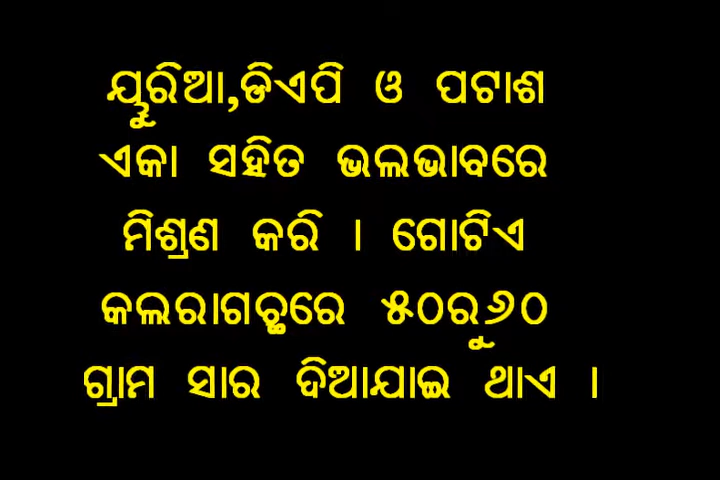 ୟୁରିଆ,ଡିଏପି ଓ ପଟାଶ
ଏକା ସହିତ ଭଲଭାବରେ
ମିଶ୍ରଣ କରି । ଗୋଟିଏ
କଲରାଗଚ୍ଛରେ ୫୦ରୁ୬୦
ଗ୍ରାମ ସାର ଦିଆଯାଇ ଥାଏ ।